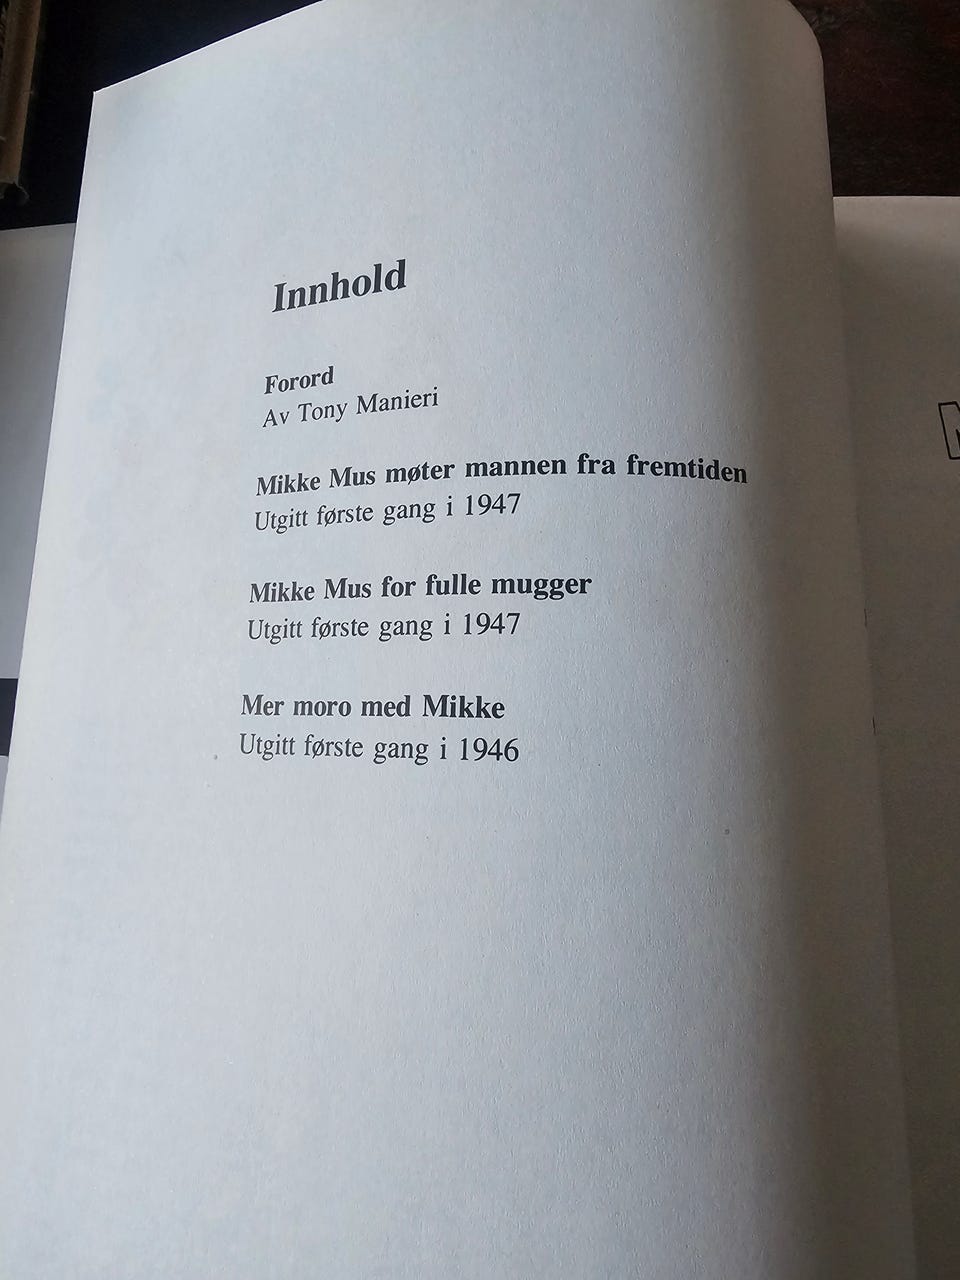 Innhold
Forord
Av Tony Manieri
Mikke Mus møter mannen fra fremtiden
Utgitt første gang i 1947
Mikke Mus for fulle mugger
Utgitt første gang i 1947
Mer moro med Mikke
Utgitt første gang i 1946